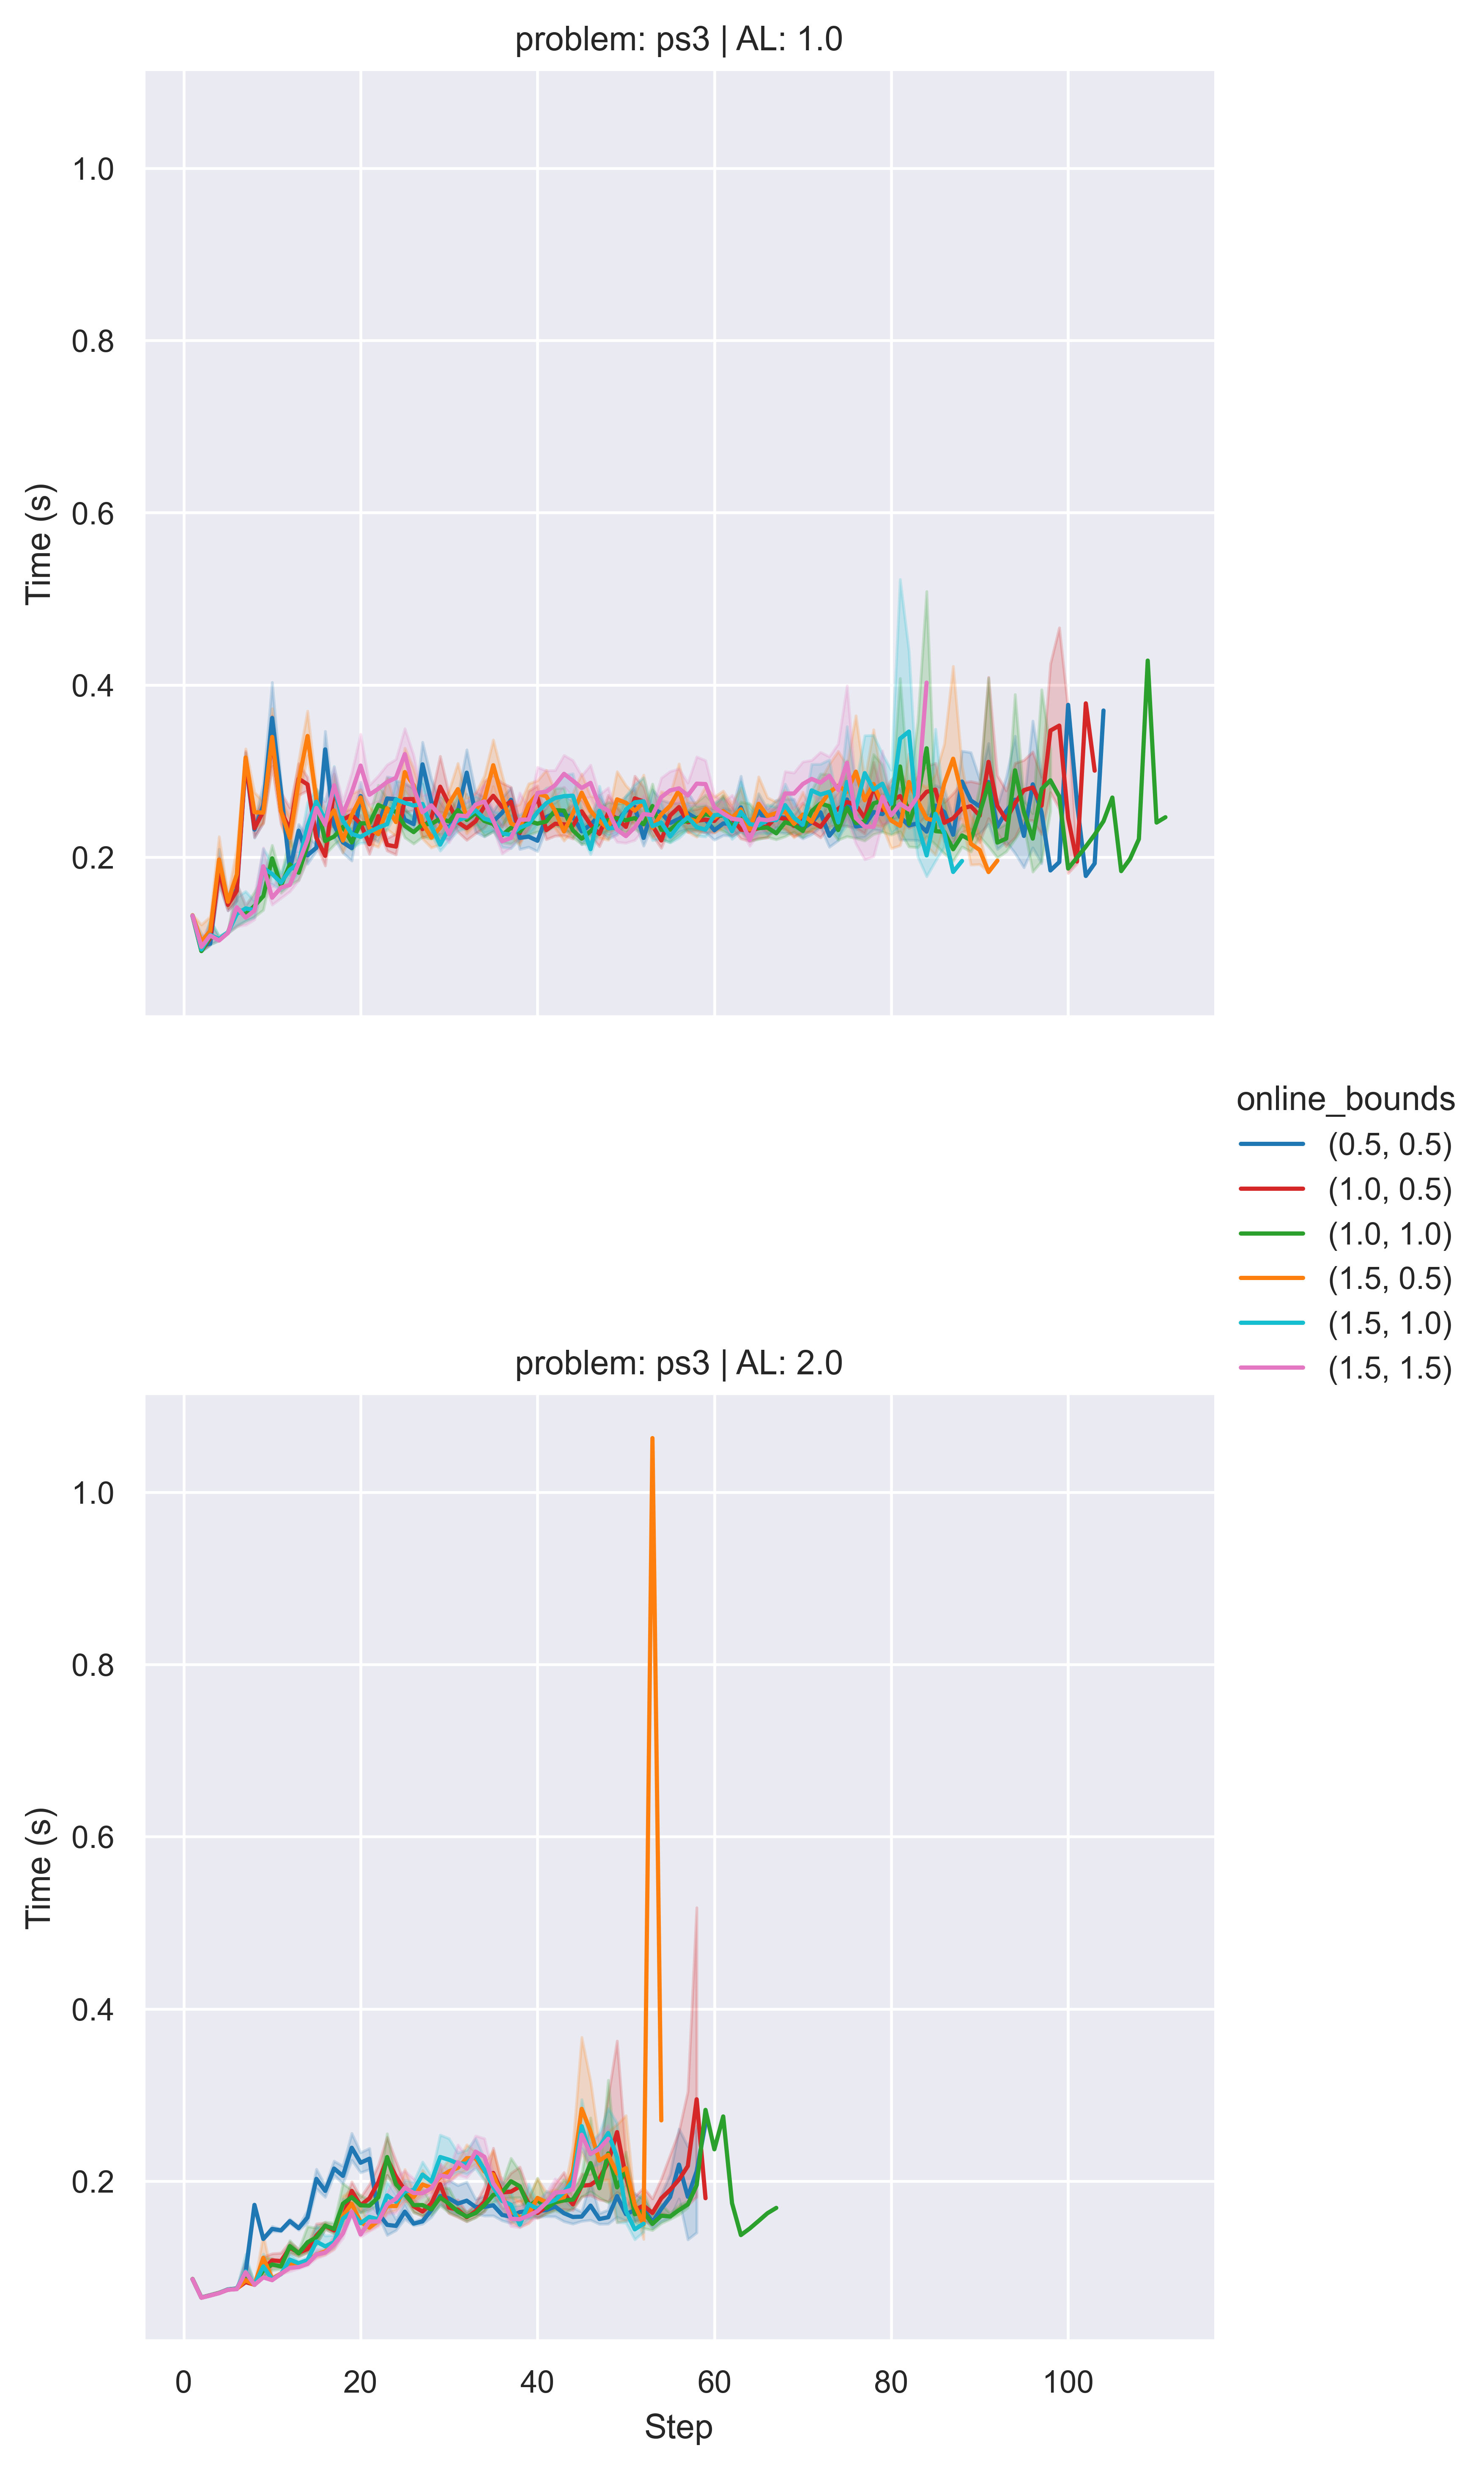 problem: ps3 | AL: 1.0
1.0
0.8
0.6
0.4
0.2
Time (s)
online_bounds
(0.5, 0.5)
(1.0, 0.5)
(1.0, 1.0)
(1.5, 0.5)
(1.5, 1.0)
(1.5, 1.5)
problem: ps3 | AL: 2.0
1.0
0.8
0.6
0.4
0.2
Time (s)
0 20 40 60 80 100
Step